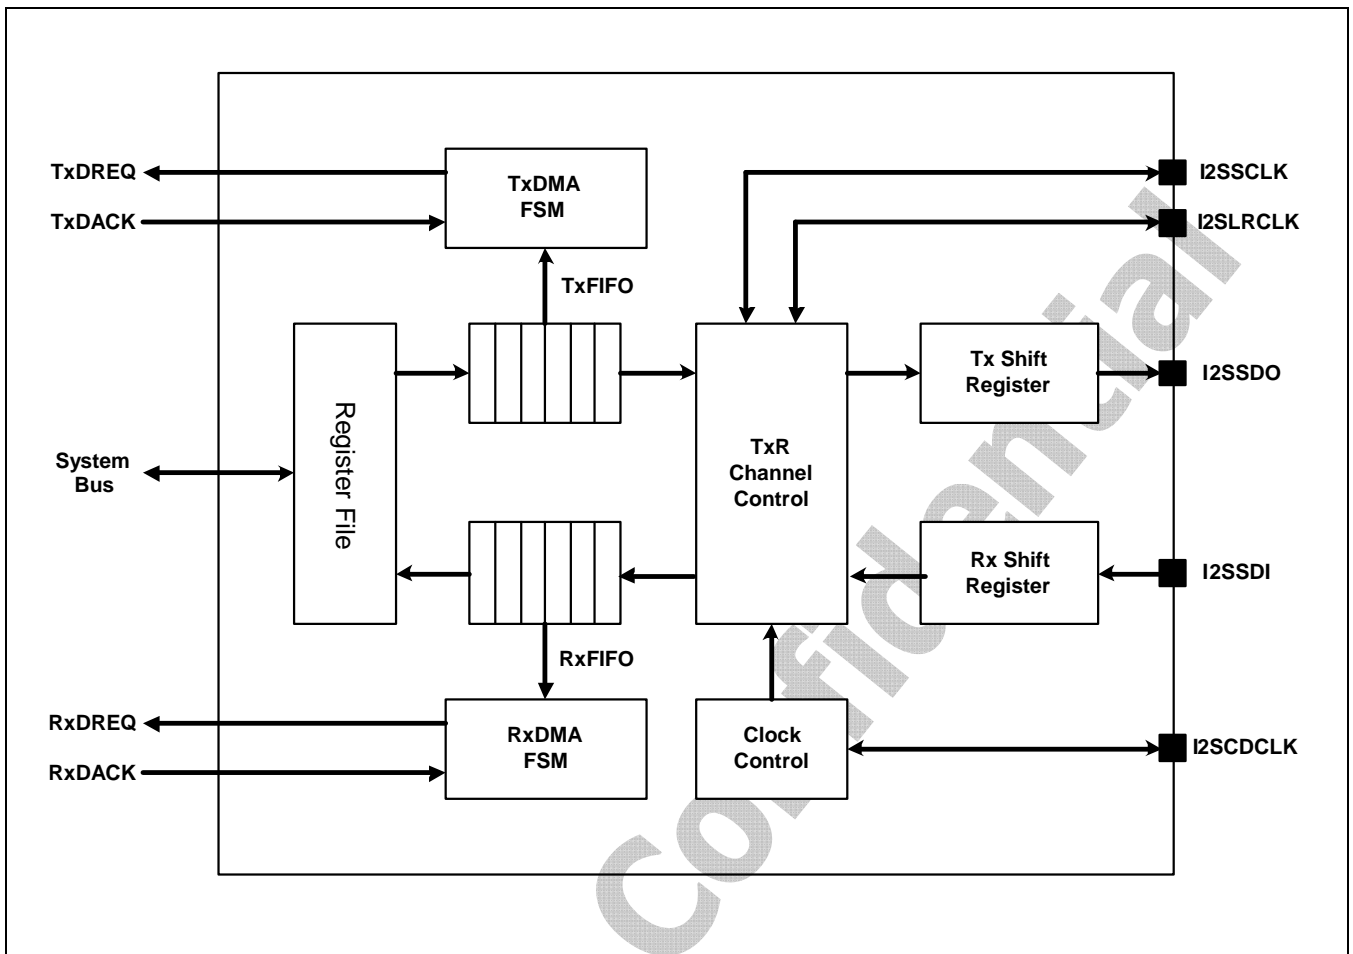 TxDREQ
TxDACK
TxDMA
FSM
I2SSCLK
I2SLRCLK
TxFIFO
Register File
TxR
Channel
Control
Tx Shift
Register
I2SSDO
System
Bus
Rx Shift
Register
I2SSDI
RxFIFO
RxDREQ
RxDACK
RxDMA
FSM
Clock
Control
I2SCDCLK
Confidential